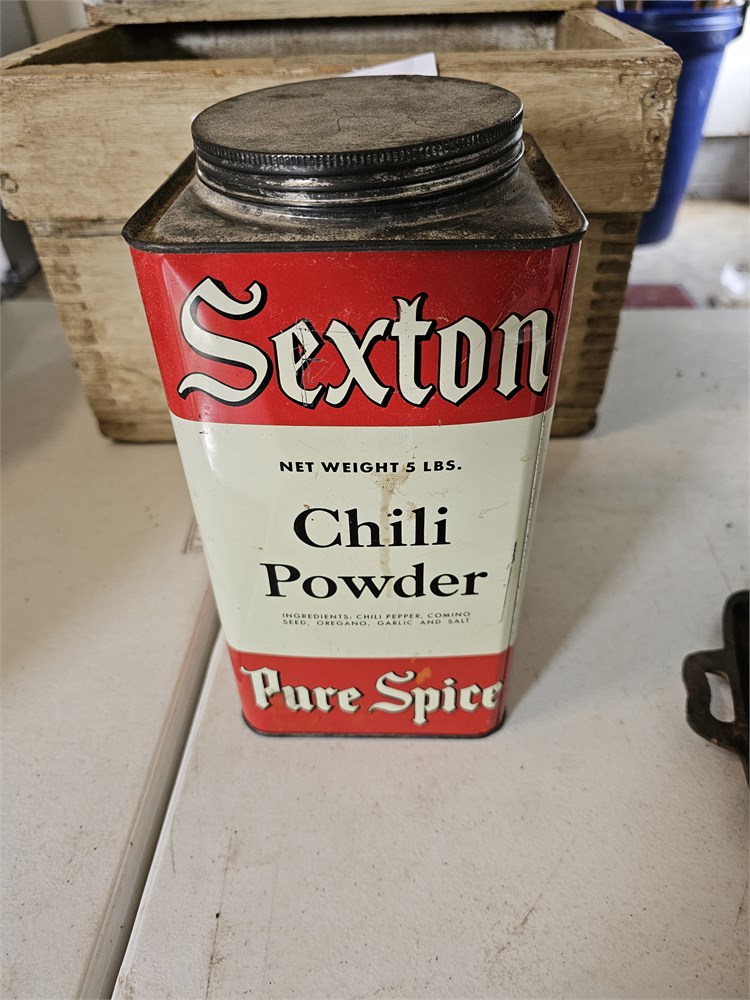 Sexton
NET WEIGHT 5 LBS.
Chili
Powder
INGREDIENTS: CHILI PEPPER, COMINO
SEED, OREGANO, GARLIC AND SALT
Pure Spice